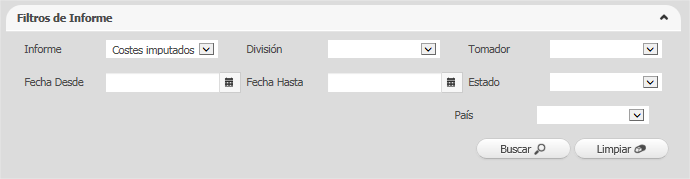 Filtros de Informe
Informe Costes imputados División Tomador
Fecha Desde Fecha Hasta Estado
País
Buscar Limpiar